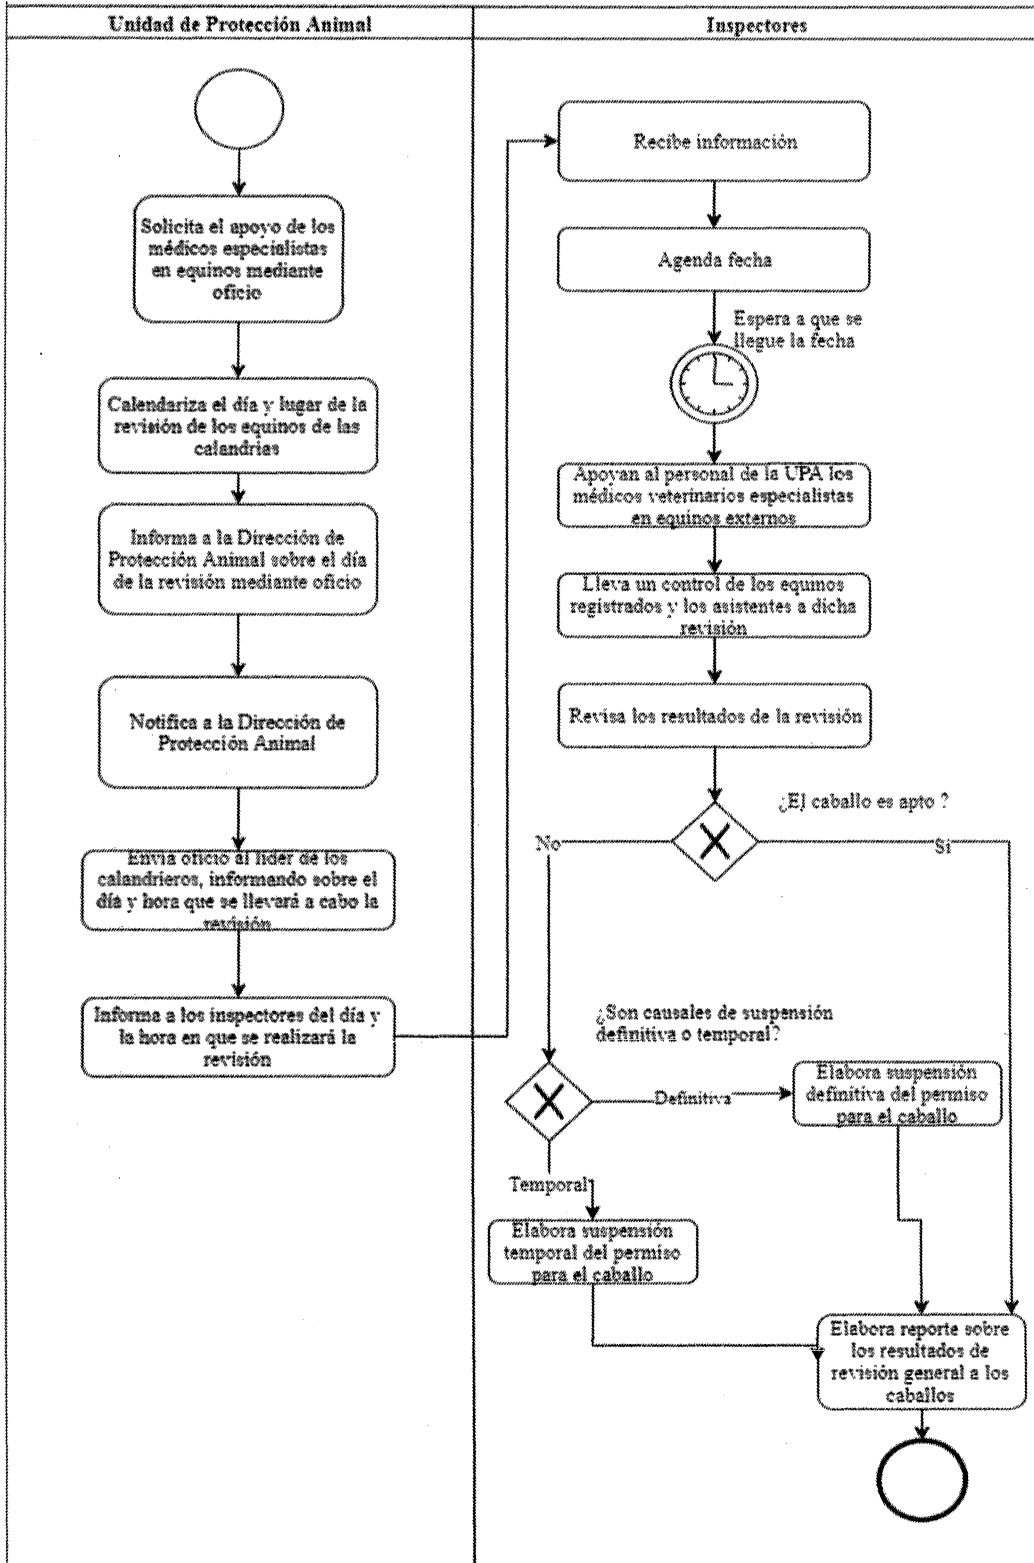 Unidad de Protección Animal
Inspectores
Solicita el apoyo de los
médicos especialistas
en equinos mediante
oficio
Calendariza el día y lugar de la
revisión de los equinos de las
calandrias
Informa a la Dirección de
Protección Animal sobre el día
de la revisión mediante oficio
Notifica a la Dirección de
Protección Animal
Envía oficio al líder de los
calandrieros, informando sobre el
día y hora que se llevará a cabo la
revisión
Informa a los inspectores del día y
la hora en que se realizará la
revisión
Recibe información
Agenda fecha
Espera a que se
llegue la fecha
Apoyan al personal de la UPA los
médicos veterinarios especialistas
en equinos externos
Lleva un control de los equinos
registrados y los asistentes a dicha
revisión
Revisa los resultados de la revisión
¿El caballo es apto ?
No
Si
¿Son causales de suspensión
definitiva o temporal?
Definitiva
Elabora suspensión
definitiva del permiso
para el caballo
Temporal
Elabora suspensión
temporal del permiso
para el caballo
Elabora reporte sobre
los resultados de
revisión general a los
caballos